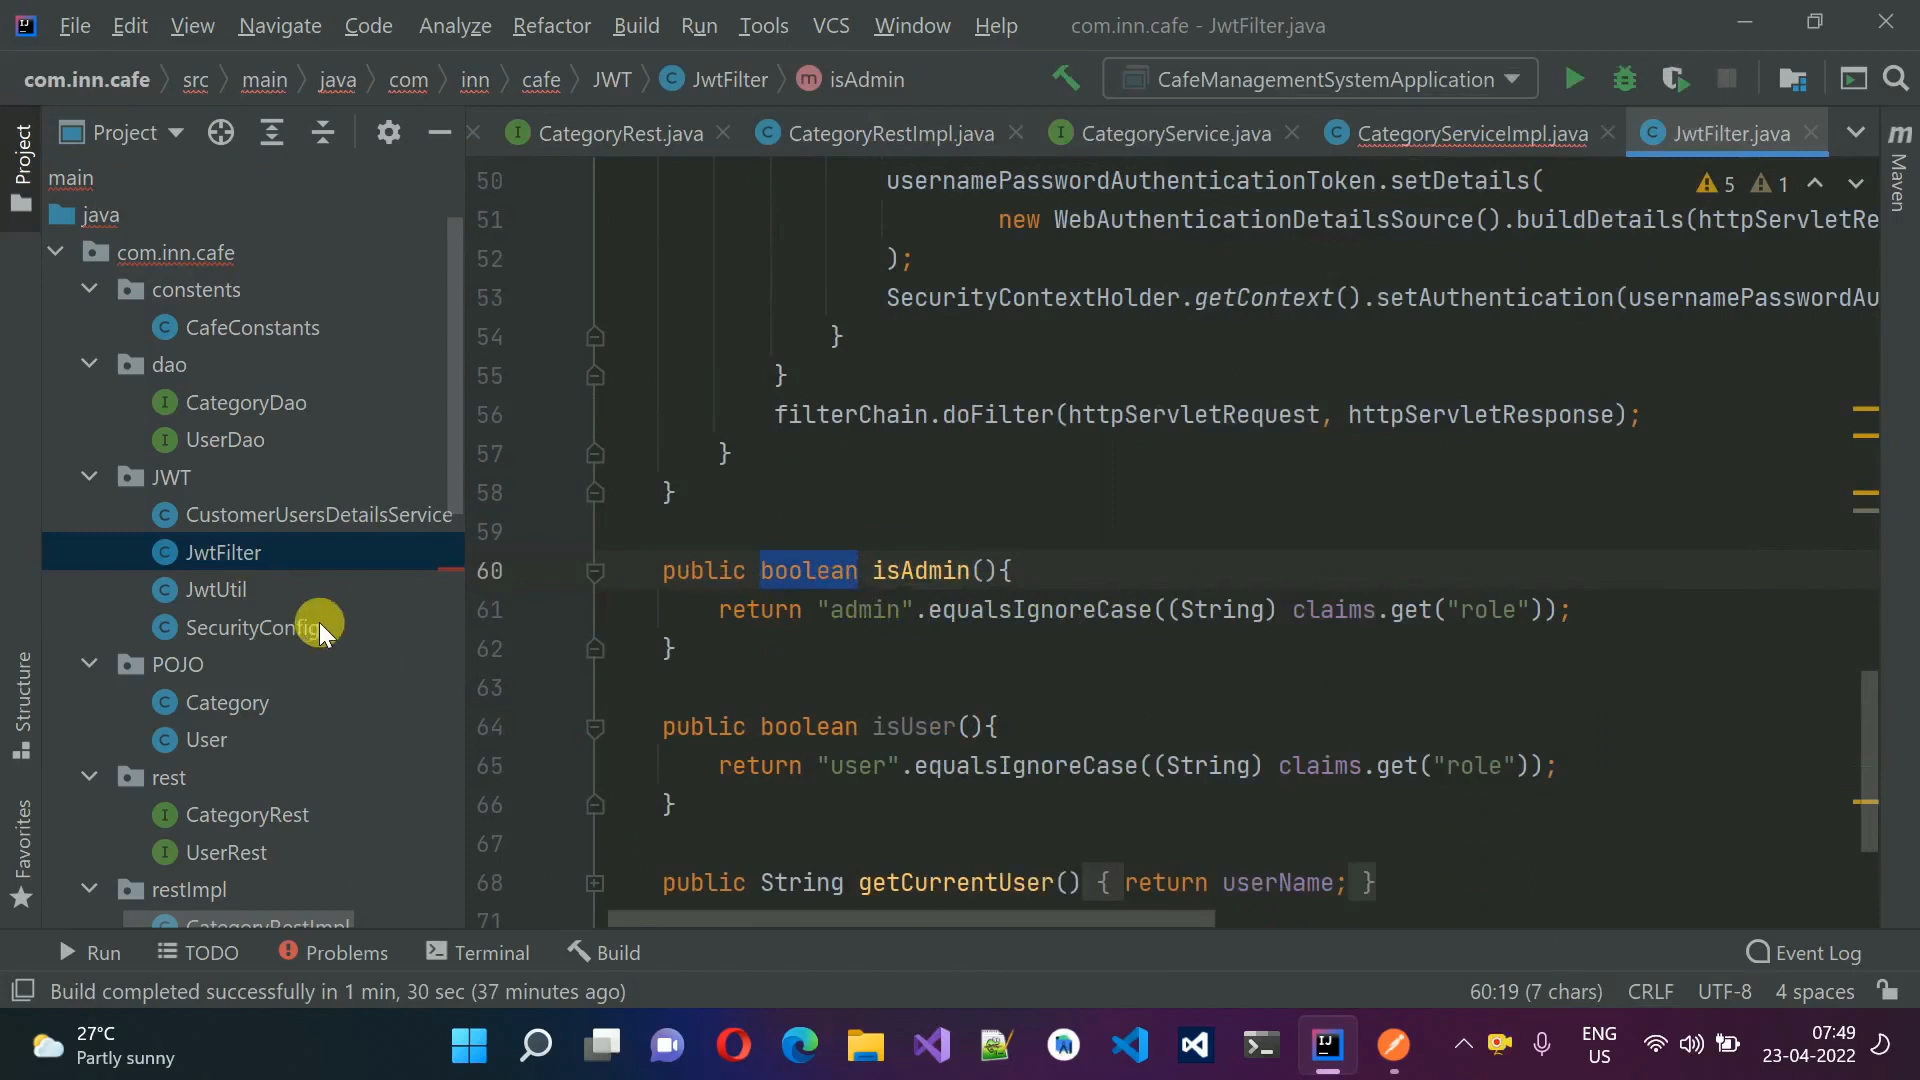 File Edit View Navigate Code Analyze Refactor Build Run Tools VCS Window Help com.inn.cafe - JwtFilter.java
com.inn.cafe src main java com inn cafe JWT JwtFilter m isAdmin CafeManagementSystemApplication
Project CategoryRest.java CategoryRestImpl.java CategoryService.java CategoryServiceImpl.java JwtFilter.java
Project
Structure
Favorites
Maven
main
java
com.inn.cafe
constents
CafeConstants
dao
CategoryDao
UserDao
JWT
CustomerUsersDetailsService
JwtFilter
JwtUtil
SecurityConfig
POJO
Category
User
rest
CategoryRest
UserRest
restImpl
CategoryRestImpl
50 usernamePasswordAuthenticationToken.setDetails( 5 1
51 new WebAuthenticationDetailsSource().buildDetails(httpServletRe
52 );
53 SecurityContextHolder.getContext().setAuthentication(usernamePasswordAu
54 }
55 }
56 filterChain.doFilter(httpServletRequest, httpServletResponse);
57 }
58 }
59
60 public boolean isAdmin(){
61 return "admin".equalsIgnoreCase((String) claims.get("role"));
62 }
63
64 public boolean isUser(){
65 return "user".equalsIgnoreCase((String) claims.get("role"));
66 }
67
68 public String getCurrentUser() { return userName; }
71
Run TODO Problems Terminal Build Event Log
Build completed successfully in 1 min, 30 sec (37 minutes ago) 60:19 (7 chars) CRLF UTF-8 4 spaces
27°C
Partly sunny
ENG
US
07:49
23-04-2022